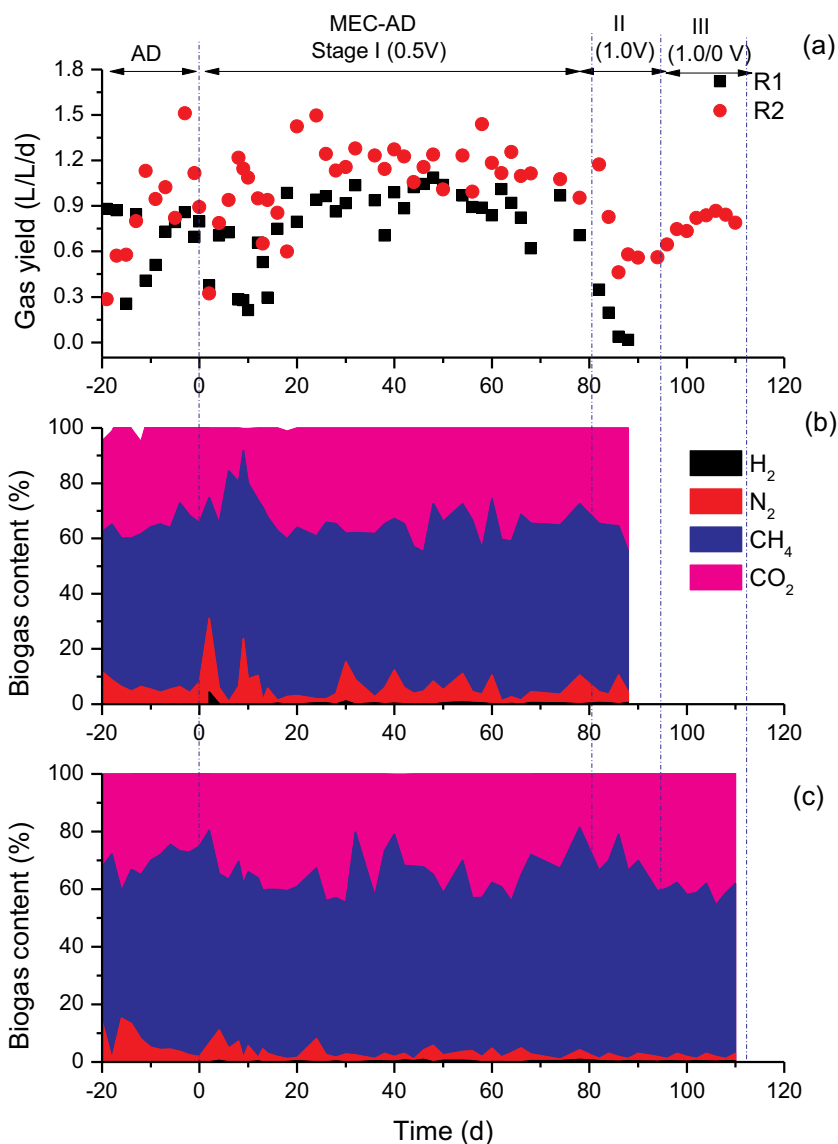 MEC-AD
II
III
AD
Stage I (0.5V)
(1.0V)
(1.0/0 V)
(a)
R1
R2
Gas yield (L/L/d)
1.8
1.5
1.2
0.9
0.6
0.3
0.0
-20 0 20 40 60 80 100 120
(b)
H2
N2
CH4
CO2
Biogas content (%)
100
80
60
40
20
0
-20 0 20 40 60 80 100 120
(c)
Biogas content (%)
100
80
60
40
20
0
-20 0 20 40 60 80 100 120
Time (d)